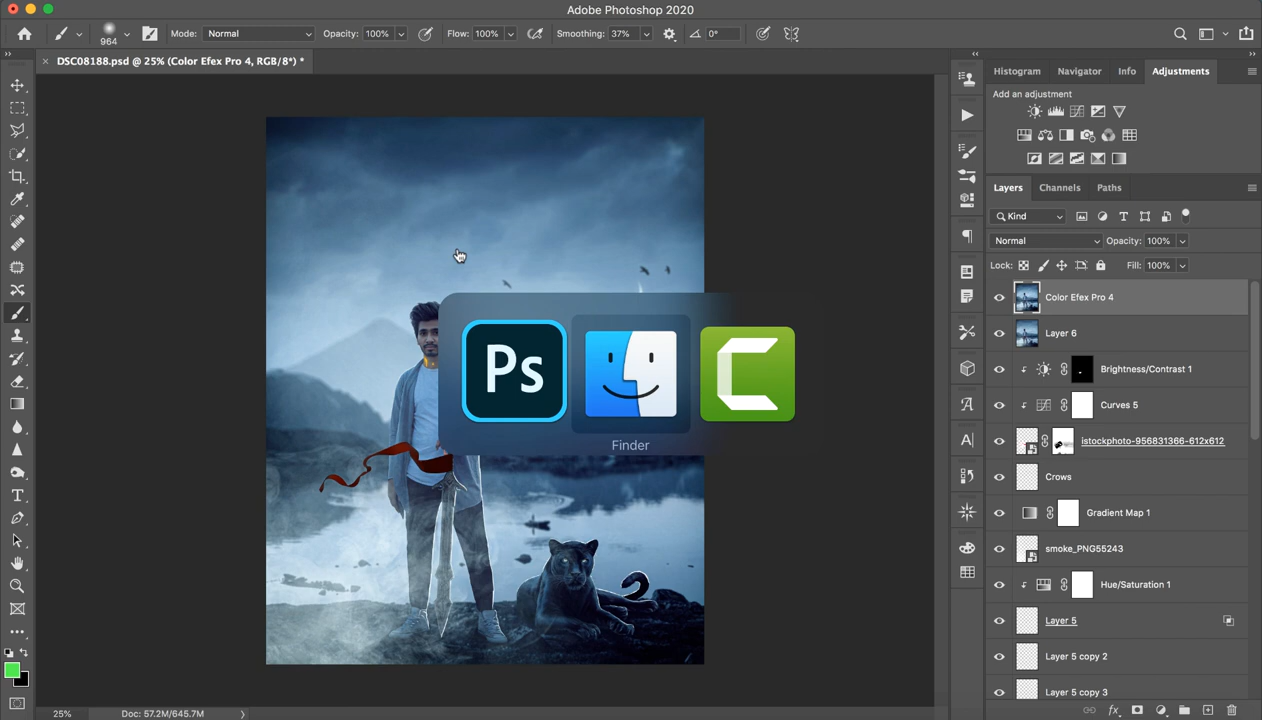 Adobe Photoshop 2020
964
Mode: Normal
Opacity: 100%
Flow: 100%
Smoothing: 37%
0°
× DSC08188.psd @ 25% (Color Efex Pro 4, RGB/8*) *
Histogram
Navigator
Info
Adjustments
Add an adjustment
Layers
Channels
Paths
Kind
Normal
Opacity: 100%
Lock:
Fill: 100%
Color Efex Pro 4
Layer 6
Brightness/Contrast 1
Curves 5
istockphoto-956831366-612x612
Crows
Gradient Map 1
smoke_PNG55243
Hue/Saturation 1
Layer 5
Layer 5 copy 2
Layer 5 copy 3
fx
Ps
Finder
25%
Doc: 57.2M/645.7M